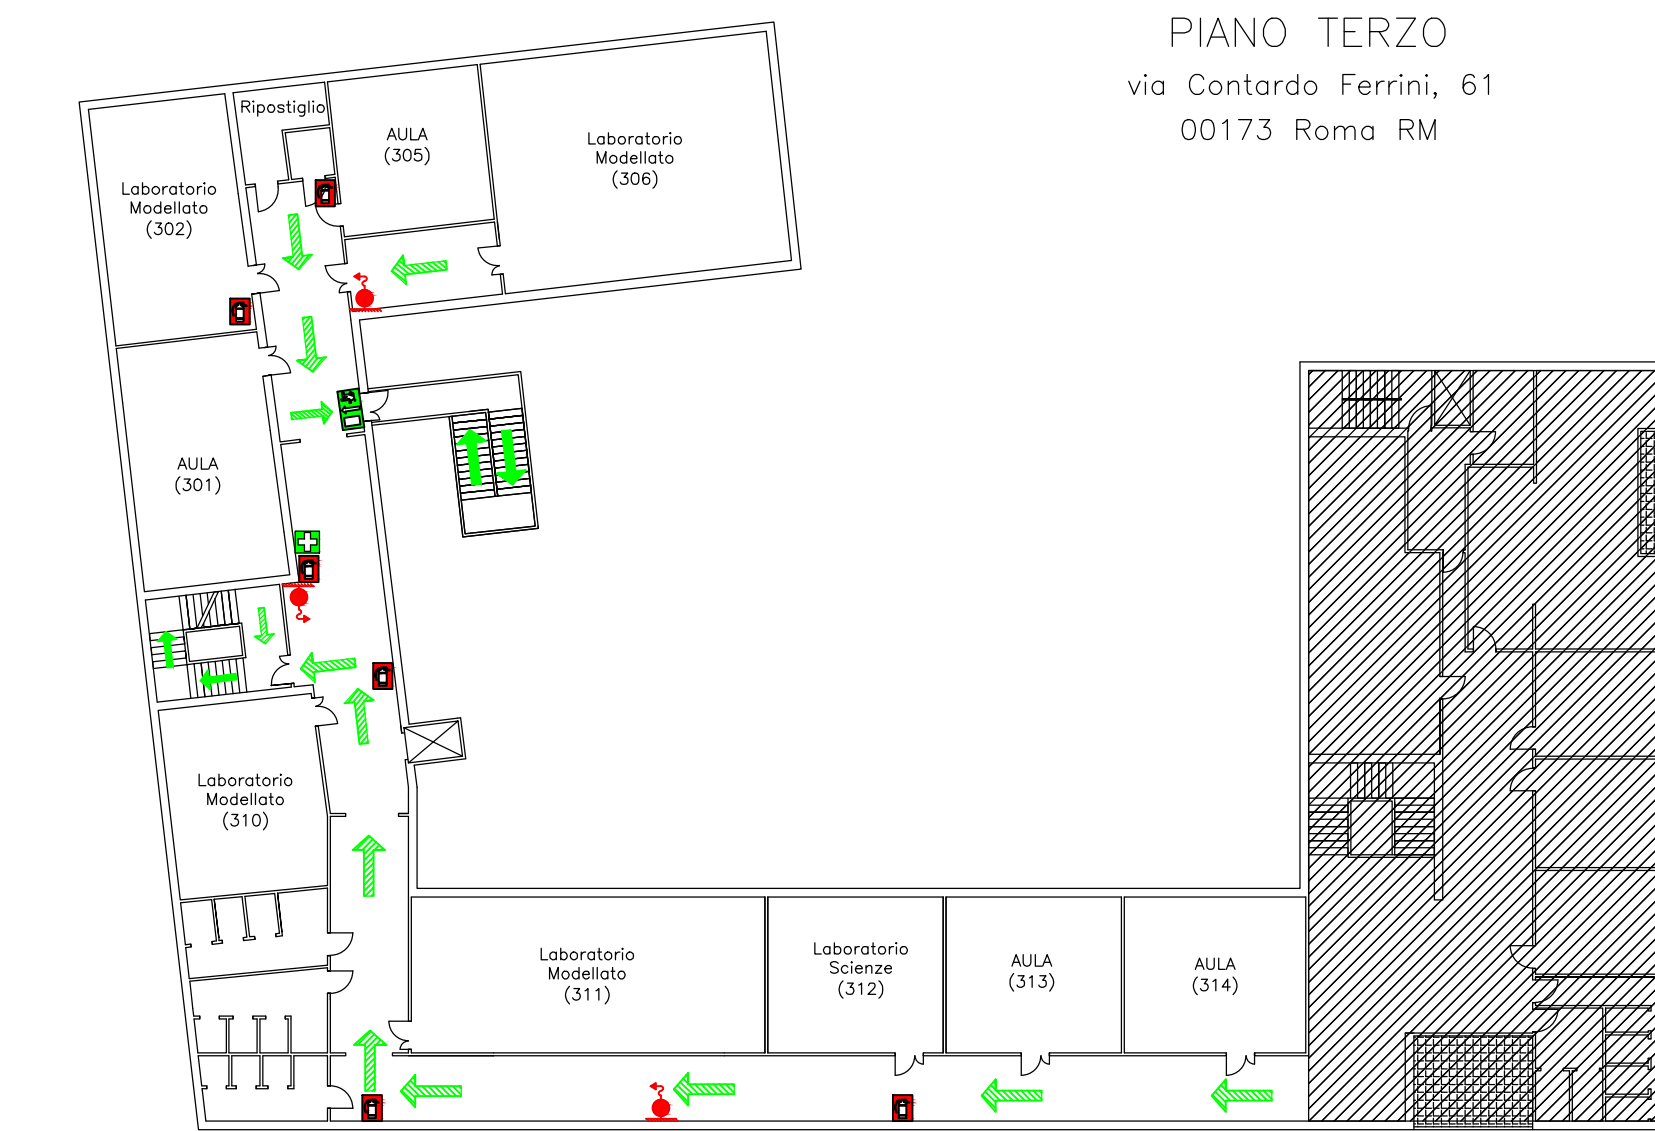 PIANO TERZO
via Contardo Ferrini, 61
00173 Roma RM
Ripostiglio
AULA
(305)
Laboratorio
Modellato
(306)
Laboratorio
Modellato
(302)
AULA
(301)
Laboratorio
Modellato
(310)
Laboratorio
Modellato
(311)
Laboratorio
Scienze
(312)
AULA
(313)
AULA
(314)